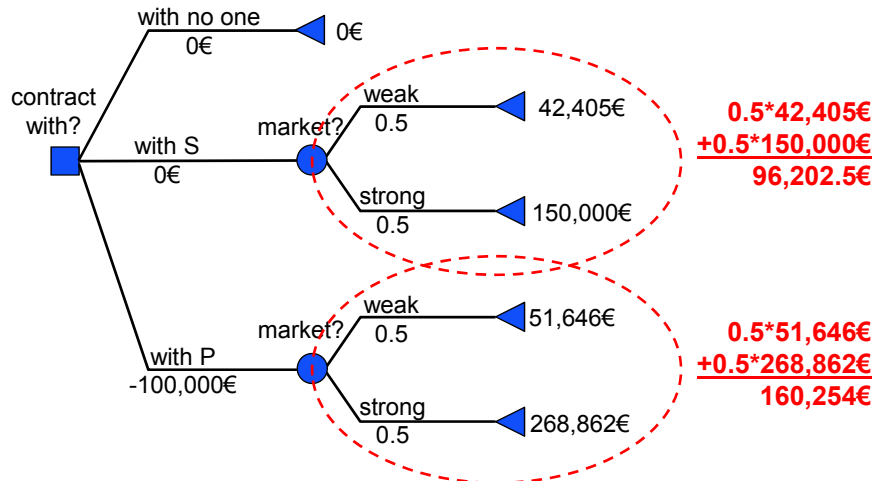 with no one
0€
0€
contract
with?
with S
0€
market?
weak
0.5
42,405€
strong
0.5
150,000€
0.5*42,405€
+0.5*150,000€
96,202.5€
with P
-100,000€
market?
weak
0.5
51,646€
strong
0.5
268,862€
0.5*51,646€
+0.5*268,862€
160,254€